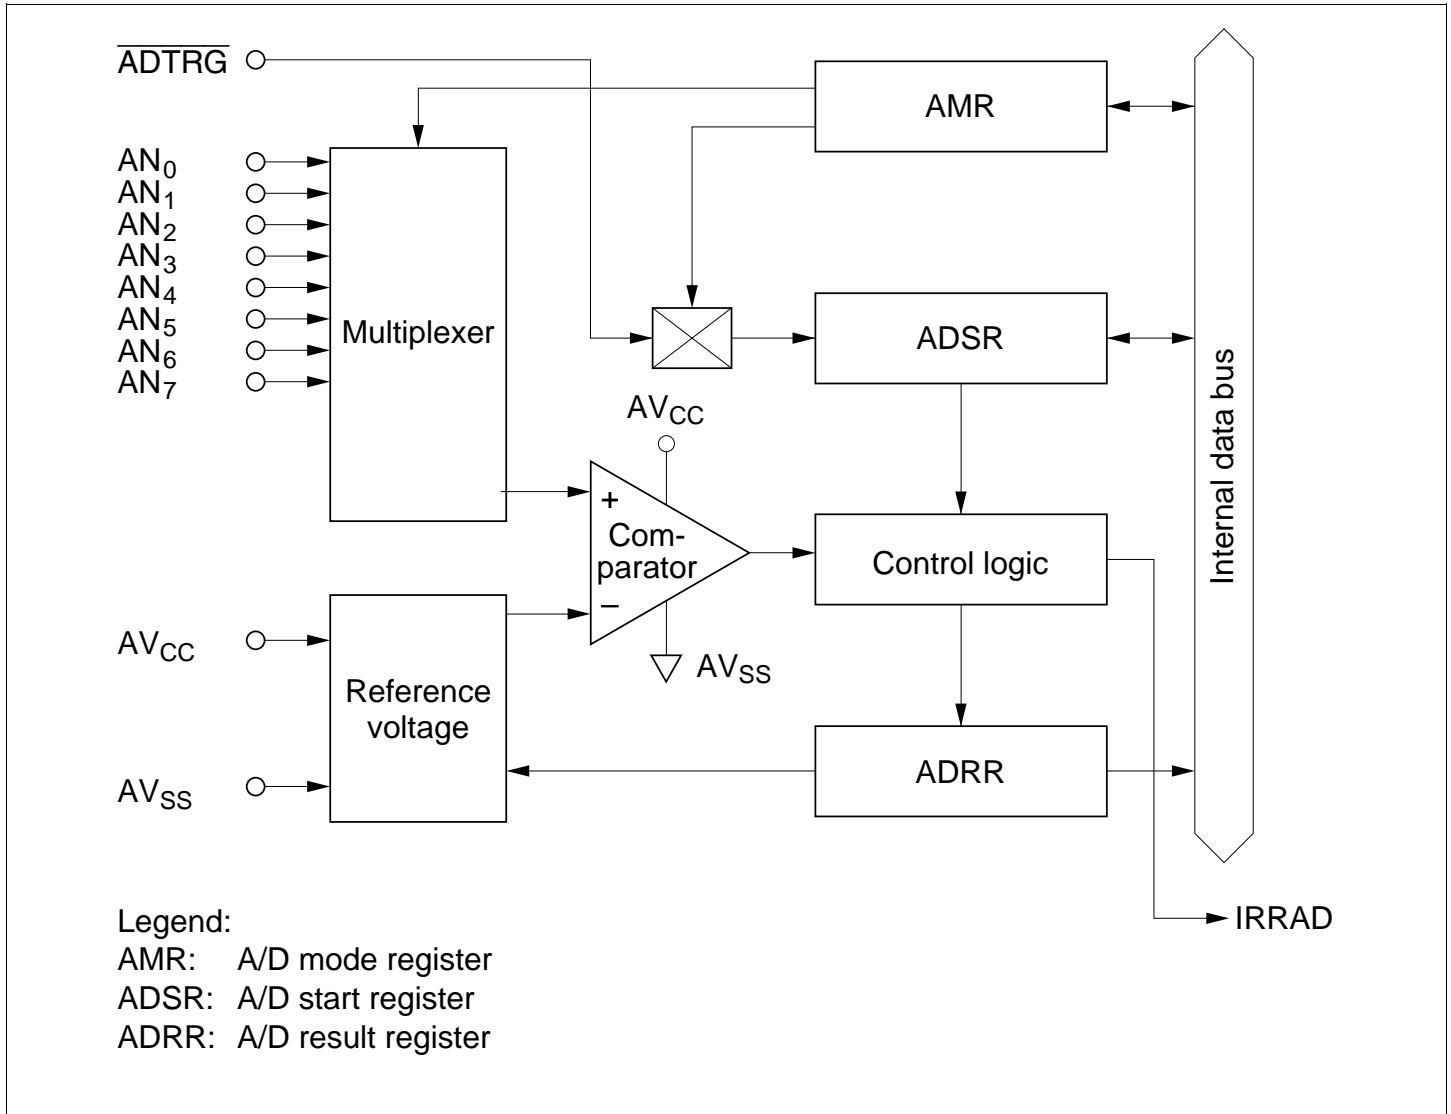 ADTRG
AMR
AN0
AN1
AN2
AN3
AN4
AN5
AN6
AN7
Multiplexer
ADSR
Internal data bus
AVCC
+
Com-
parator
−
AVSS
Control logic
AVCC
AVSS
Reference
voltage
ADRR
IRRAD
Legend:
AMR: A/D mode register
ADSR: A/D start register
ADRR: A/D result register